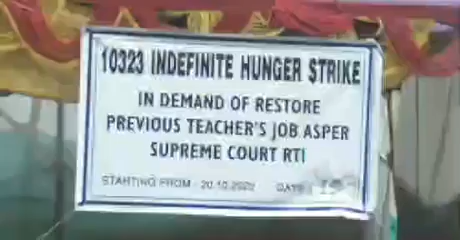 10323 INDEFINITE HUNGER STRIKE
IN DEMAND OF RESTORE
PREVIOUS TEACHER'S JOB ASPER
SUPREME COURT RTI
STARTING FROM - 20.10.2022 DAYS